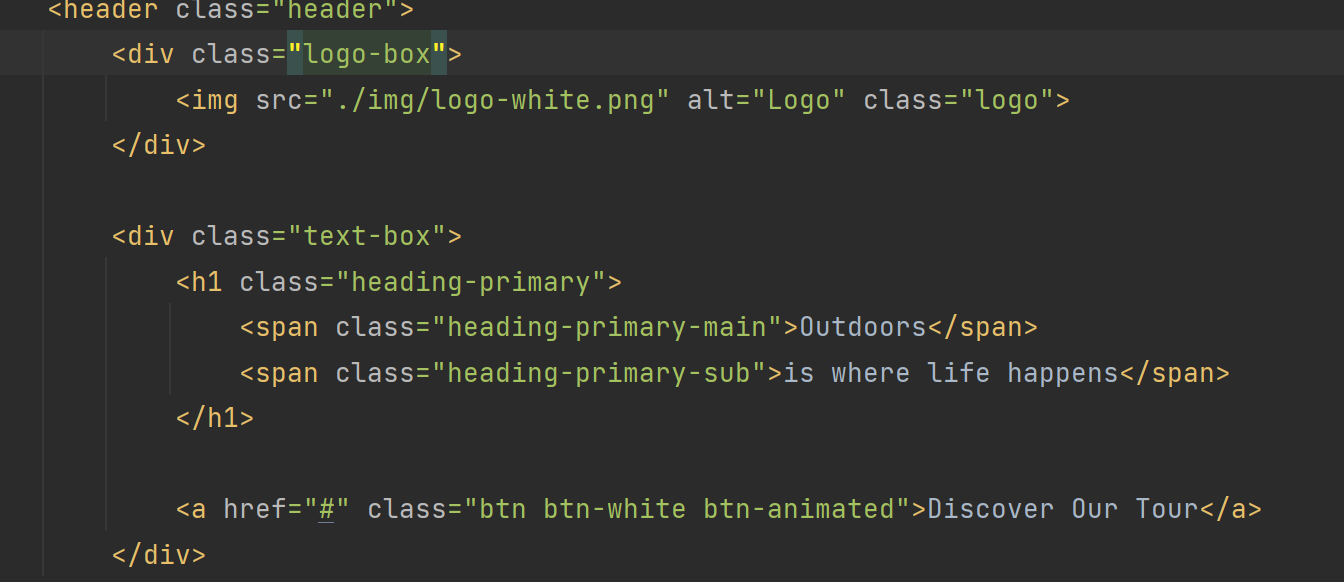 <header class="header">
<div class="logo-box">
<img src="./img/logo-white.png" alt="Logo" class="logo">
</div>
<div class="text-box">
<h1 class="heading-primary">
<span class="heading-primary-main">Outdoors</span>
<span class="heading-primary-sub">is where life happens</span>
</h1>
<a href="#" class="btn btn-white btn-animated">Discover Our Tour</a>
</div>